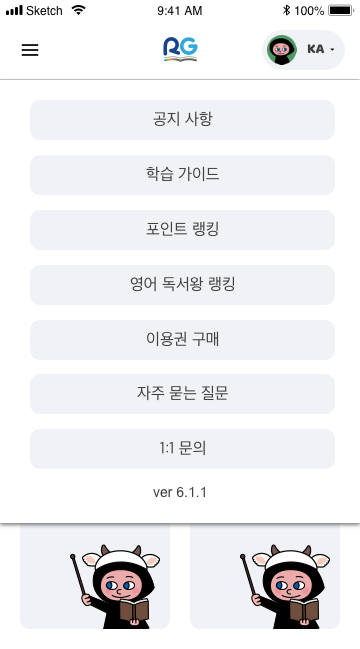 Sketch 9:41 AM 100%
RG KA
공지 사항
학습 가이드
포인트 랭킹
영어 독서왕 랭킹
이용권 구매
자주 묻는 질문
1:1 문의
ver 6.1.1